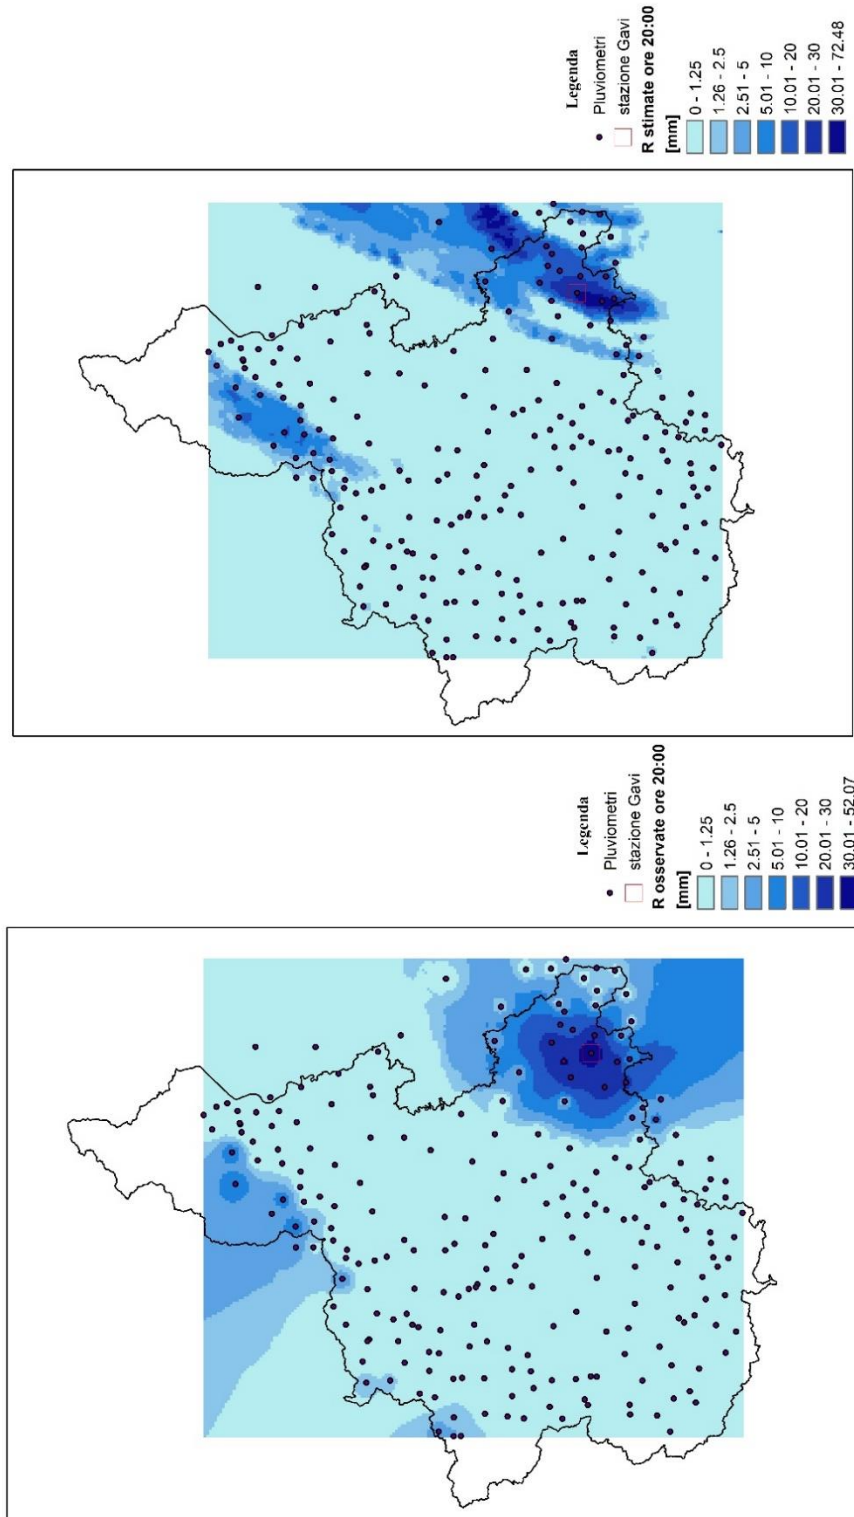 Legenda
Pluviometri
stazione Gavi
R stimate ore 20:00
[mm]
0 - 1.25
1.26 - 2.5
2.51 - 5
5.01 - 10
10.01 - 20
20.01 - 30
30.01 - 72.48
Legenda
Pluviometri
stazione Gavi
R osservate ore 20:00
[mm]
0 - 1.25
1.26 - 2.5
2.51 - 5
5.01 - 10
10.01 - 20
20.01 - 30
30.01 - 52.07